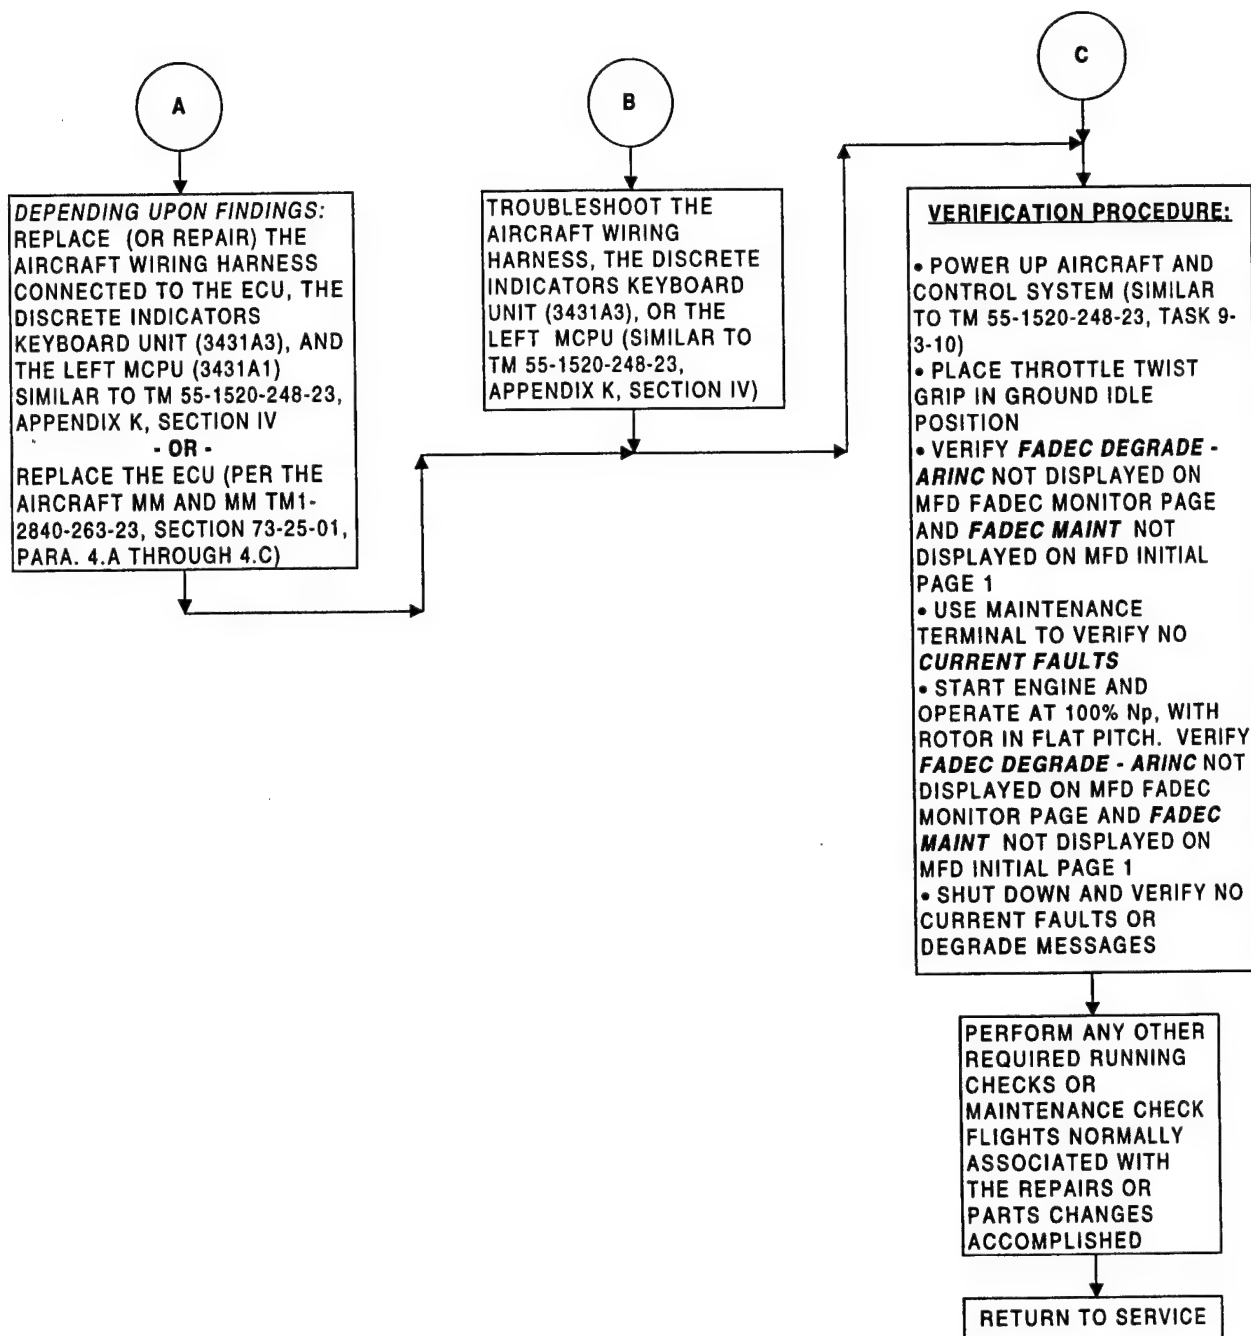 A
DEPENDING UPON FINDINGS:
REPLACE (OR REPAIR) THE
AIRCRAFT WIRING HARNESS
CONNECTED TO THE ECU, THE
DISCRETE INDICATORS
KEYBOARD UNIT (3431A3), AND
THE LEFT MCPU (3431A1)
SIMILAR TO TM 55-1520-248-23,
APPENDIX K, SECTION IV
- OR -
REPLACE THE ECU (PER THE
AIRCRAFT MM AND MM TM1-
2840-263-23, SECTION 73-25-01,
PARA. 4.A THROUGH 4.C)
B
TROUBLESHOOT THE
AIRCRAFT WIRING
HARNESS, THE DISCRETE
INDICATORS KEYBOARD
UNIT (3431A3), OR THE
LEFT MCPU (SIMILAR TO
TM 55-1520-248-23,
APPENDIX K, SECTION IV)
C
VERIFICATION PROCEDURE:
• POWER UP AIRCRAFT AND
CONTROL SYSTEM (SIMILAR
TO TM 55-1520-248-23, TASK 9-
3-10)
• PLACE THROTTLE TWIST
GRIP IN GROUND IDLE
POSITION
• VERIFY FADEC DEGRADE -
ARINC NOT DISPLAYED ON
MFD FADEC MONITOR PAGE
AND FADEC MAINT NOT
DISPLAYED ON MFD INITIAL
PAGE 1
• USE MAINTENANCE
TERMINAL TO VERIFY NO
CURRENT FAULTS
• START ENGINE AND
OPERATE AT 100% Np, WITH
ROTOR IN FLAT PITCH. VERIFY
FADEC DEGRADE - ARINC NOT
DISPLAYED ON MFD FADEC
MONITOR PAGE AND FADEC
MAINT NOT DISPLAYED ON
MFD INITIAL PAGE 1
• SHUT DOWN AND VERIFY NO
CURRENT FAULTS OR
DEGRADE MESSAGES
PERFORM ANY OTHER
REQUIRED RUNNING
CHECKS OR
MAINTENANCE CHECK
FLIGHTS NORMALLY
ASSOCIATED WITH
THE REPAIRS OR
PARTS CHANGES
ACCOMPLISHED
RETURN TO SERVICE